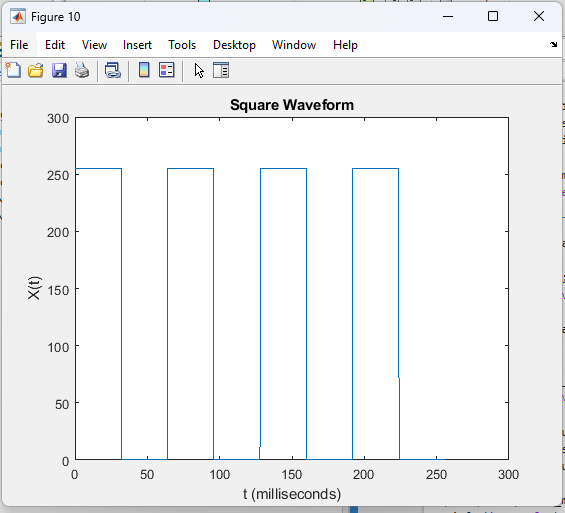 Figure 10
File Edit View Insert Tools Desktop Window Help
Square Waveform
300
250
200
150
100
50
0
X(t)
0 50 100 150 200 250 300
t (milliseconds)